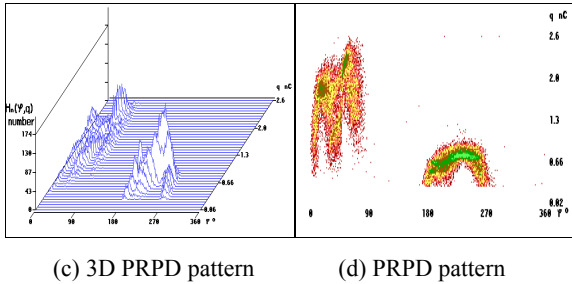 Hn(φ,q)
number
174
130
87
43
0
0 90 180 270 360 φ °
q nC
2.6
2.0
1.3
0.66
0.06
q nC
2.6
2.0
1.3
0.66
0.02
0 90 180 270 360 φ °
(c) 3D PRPD pattern (d) PRPD pattern